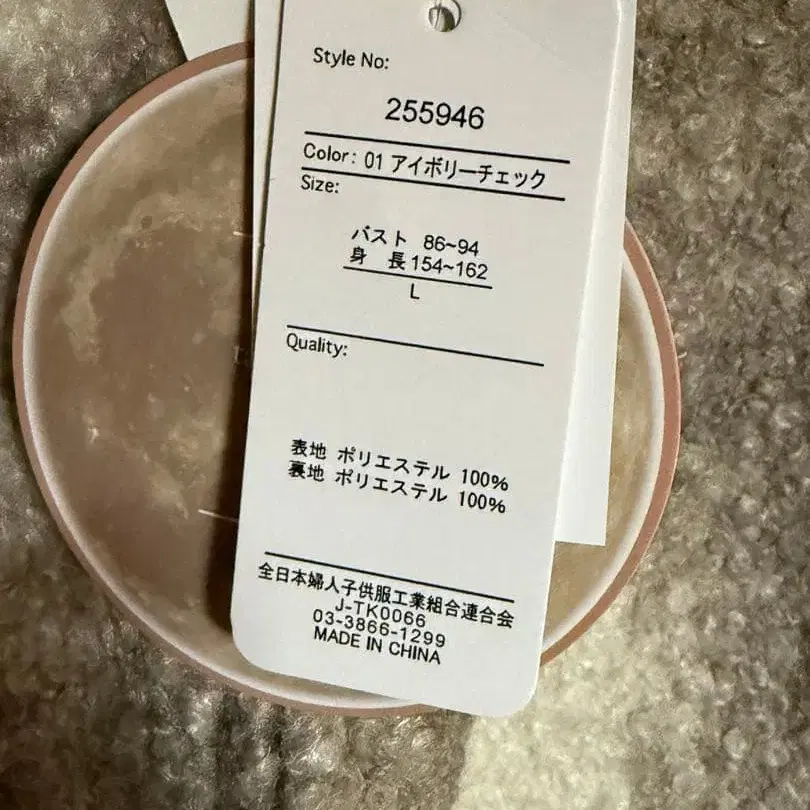 Style No:
255946
Color: 01 アイボリーチェック
Size:
バスト 86~94
身 長 154~162
L
Quality:
表地 ポリエステル 100%
裏地 ポリエステル 100%
全日本婦人子供服工業組合連合会
J-TK0066
03-3866-1299
MADE IN CHINA